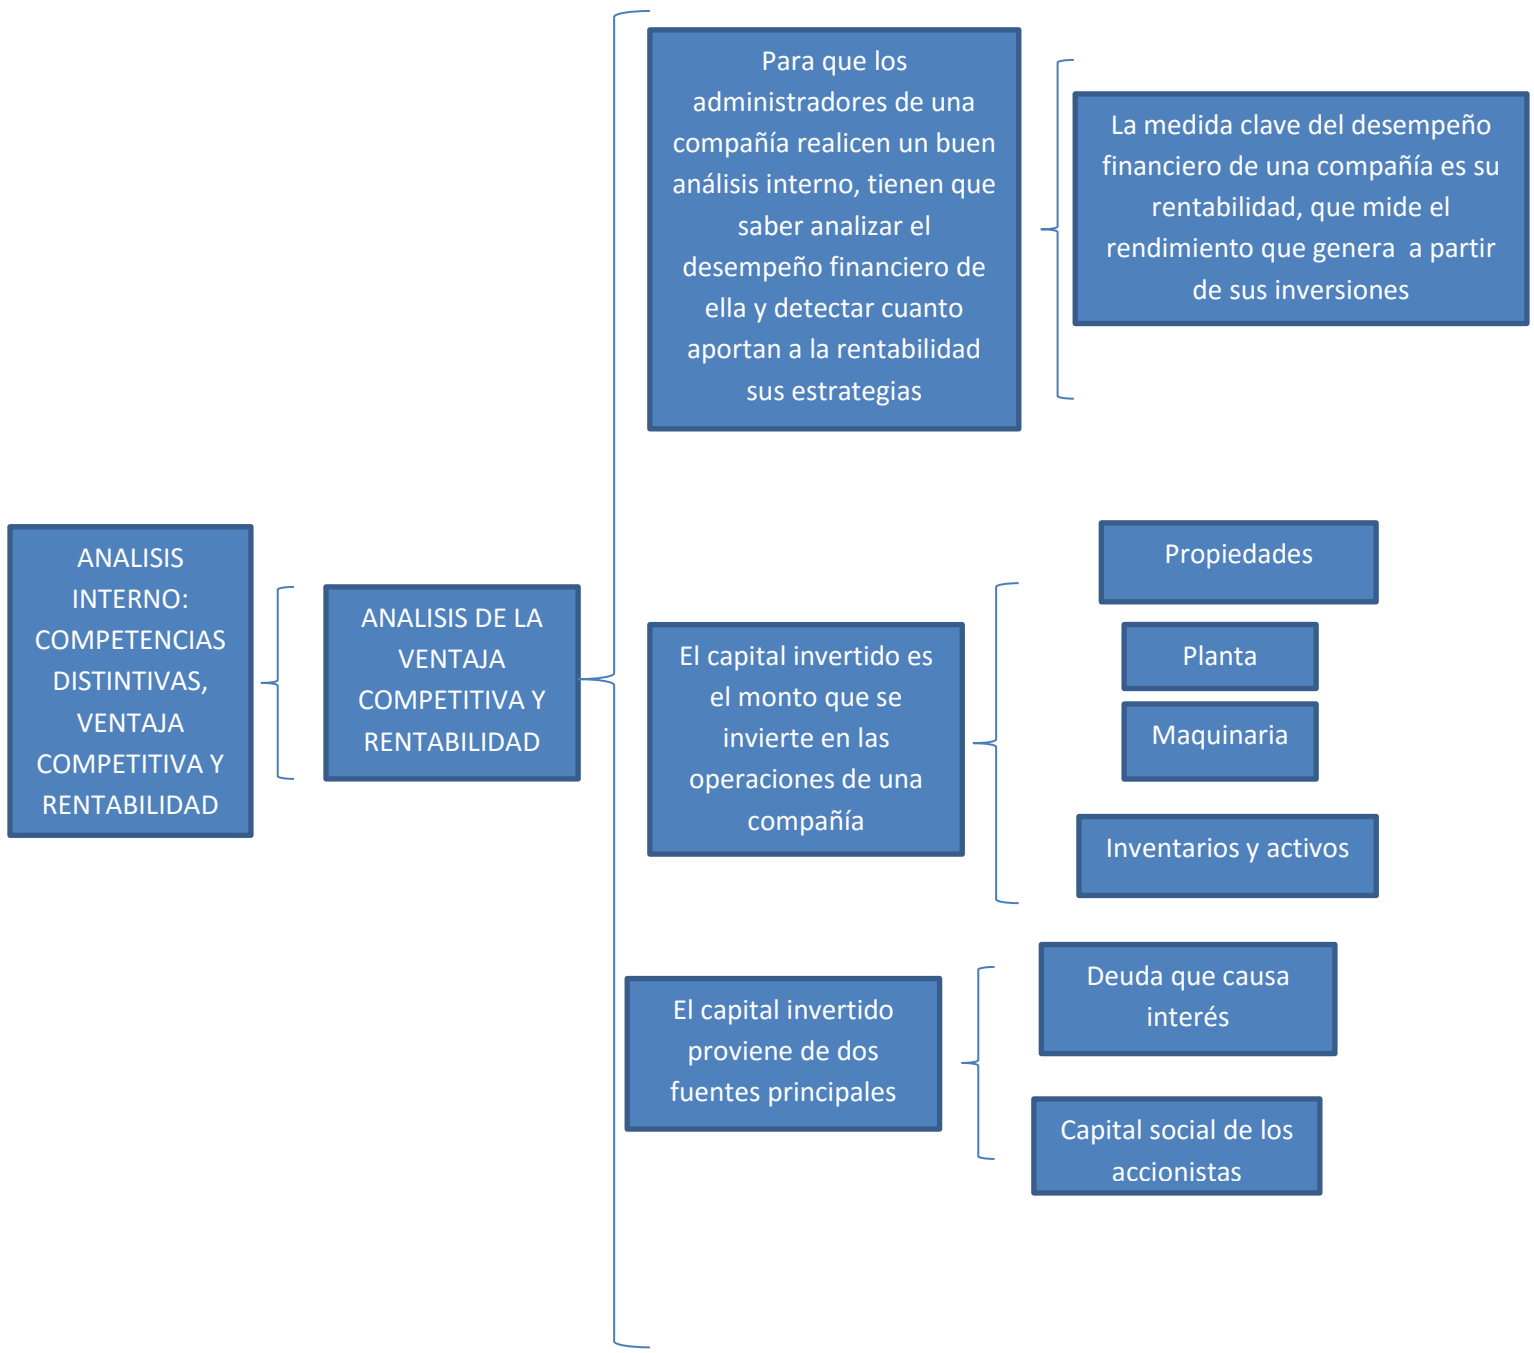 ANALISIS
INTERNO:
COMPETENCIAS
DISTINTIVAS,
VENTAJA
COMPETITIVA Y
RENTABILIDAD
ANALISIS DE LA
VENTAJA
COMPETITIVA Y
RENTABILIDAD
Para que los
administradores de una
compañía realicen un buen
análisis interno, tienen que
saber analizar el
desempeño financiero de
ella y detectar cuanto
aportan a la rentabilidad
sus estrategias
La medida clave del desempeño
financiero de una compañía es su
rentabilidad, que mide el
rendimiento que genera  a partir
de sus inversiones
El capital invertido es
el monto que se
invierte en las
operaciones de una
compañía
Propiedades
Planta
Maquinaria
Inventarios y activos
El capital invertido
proviene de dos
fuentes principales
Deuda que causa
interés
Capital social de los
accionistas